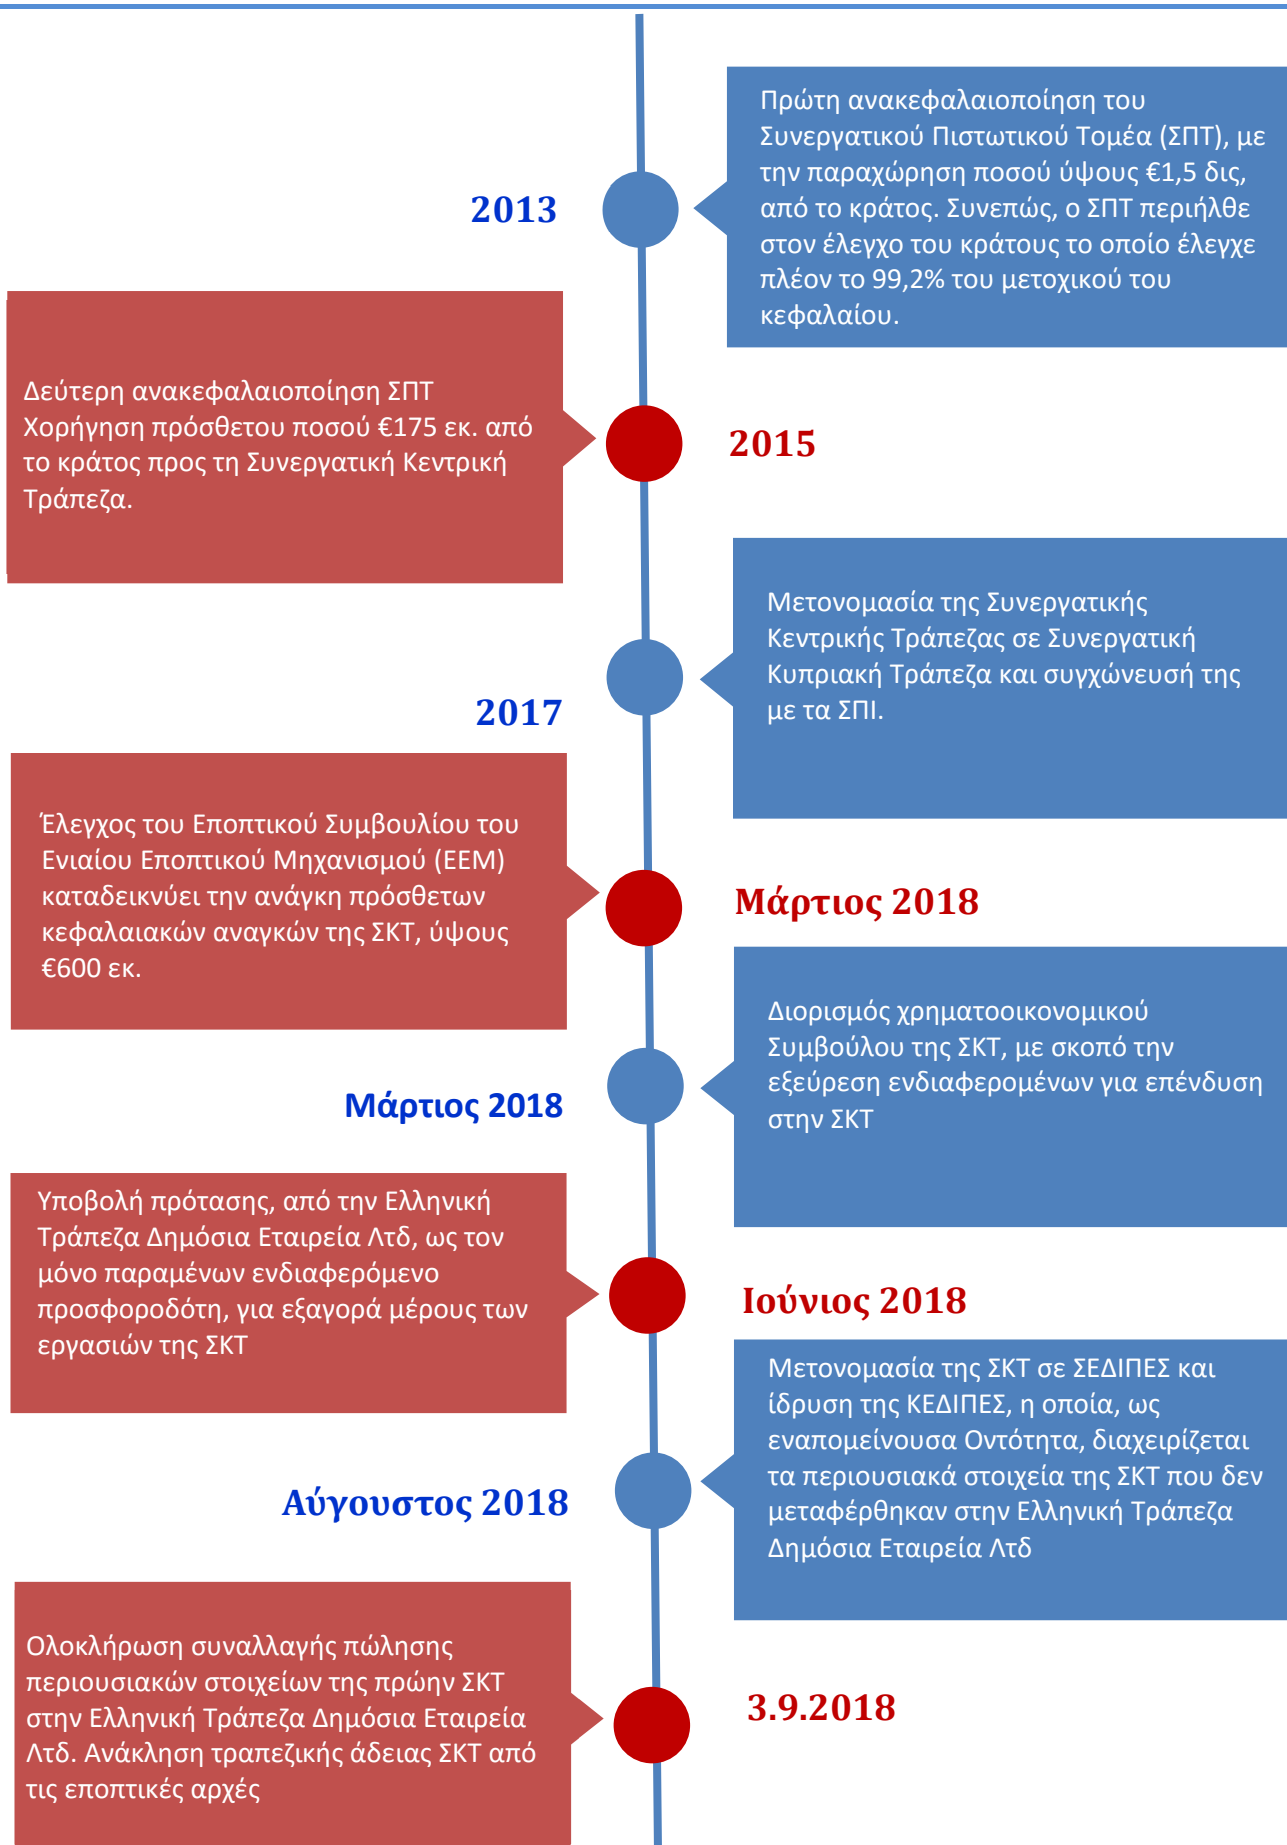 2013
Πρώτη ανακεφαλαιοποίηση του
Συνεργατικού Πιστωτικού Τομέα (ΣΠΤ), με
την παραχώρηση ποσού ύψους €1,5 δις,
από το κράτος. Συνεπώς, ο ΣΠΤ περιήλθε
στον έλεγχο του κράτους το οποίο έλεγχε
πλέον το 99,2% του μετοχικού του
κεφαλαίου.
2015
Δεύτερη ανακεφαλαιοποίηση ΣΠΤ
Χορήγηση πρόσθετου ποσού €175 εκ. από
το κράτος προς τη Συνεργατική Κεντρική
Τράπεζα.
2017
Μετονομασία της Συνεργατικής
Κεντρικής Τράπεζας σε Συνεργατική
Κυπριακή Τράπεζα και συγχώνευσή της
με τα ΣΠΙ.
Μάρτιος 2018
Έλεγχος του Εποπτικού Συμβουλίου του
Ενιαίου Εποπτικού Μηχανισμού (ΕΕΜ)
καταδεικνύει την ανάγκη πρόσθετων
κεφαλαιακών αναγκών της ΣΚΤ, ύψους
€600 εκ.
Μάρτιος 2018
Διορισμός χρηματοοικονομικού
Συμβούλου της ΣΚΤ, με σκοπό την
εξεύρεση ενδιαφερομένων για επένδυση
στην ΣΚΤ
Ιούνιος 2018
Υποβολή πρότασης, από την Ελληνική
Τράπεζα Δημόσια Εταιρεία Λτδ, ως τον
μόνο παραμένων ενδιαφερόμενο
προσφοροδότη, για εξαγορά μέρους των
εργασιών της ΣΚΤ
Αύγουστος 2018
Μετονομασία της ΣΚΤ σε ΣΕΔΙΠΕΣ και
ίδρυση της ΚΕΔΙΠΕΣ, η οποία, ως
εναπομείνουσα Οντότητα, διαχειρίζεται
τα περιουσιακά στοιχεία της ΣΚΤ που δεν
μεταφέρθηκαν στην Ελληνική Τράπεζα
Δημόσια Εταιρεία Λτδ
3.9.2018
Ολοκλήρωση συναλλαγής πώλησης
περιουσιακών στοιχείων της πρώην ΣΚΤ
στην Ελληνική Τράπεζα Δημόσια Εταιρεία
Λτδ. Ανάκληση τραπεζικής άδειας ΣΚΤ από
τις εποπτικές αρχές